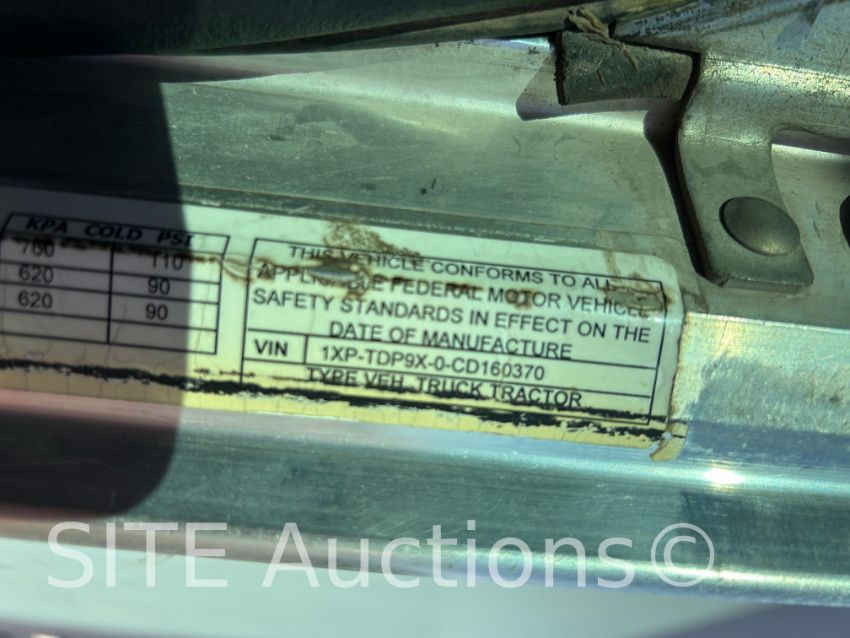 KPA COLD PSI
760 110
620 90
620 90
THIS VEHICLE CONFORMS TO ALL
APPLICABLE FEDERAL MOTOR VEHICLE
SAFETY STANDARDS IN EFFECT ON THE
DATE OF MANUFACTURE
VIN 1XP-TDP9X-0-CD160370
TYPE VEH. TRUCK TRACTOR
SITE Auctions©